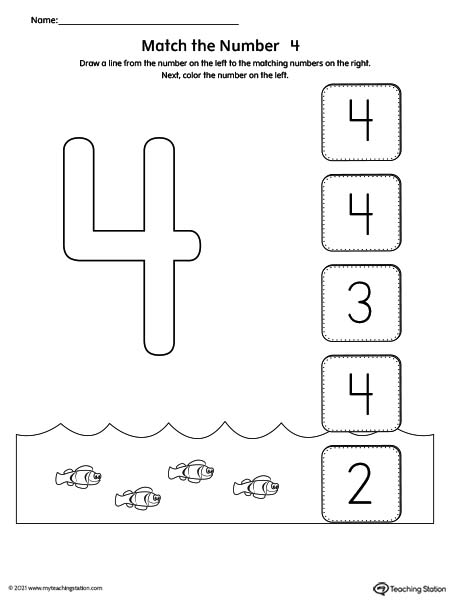 Name:
Match the Number 4
Draw a line from the number on the left to the matching numbers on the right.
Next, color the number on the left.
4
4
4
3
4
2
© 2021 www.myteachingstation.com
Teaching Station